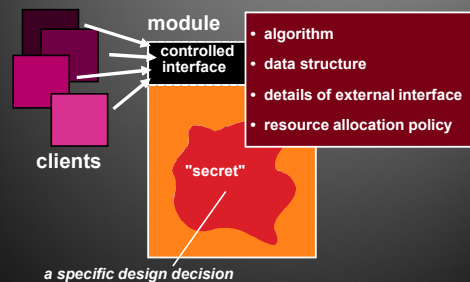 module
controlled
interface
• algorithm
• data structure
• details of external interface
• resource allocation policy
clients
"secret"
a specific design decision